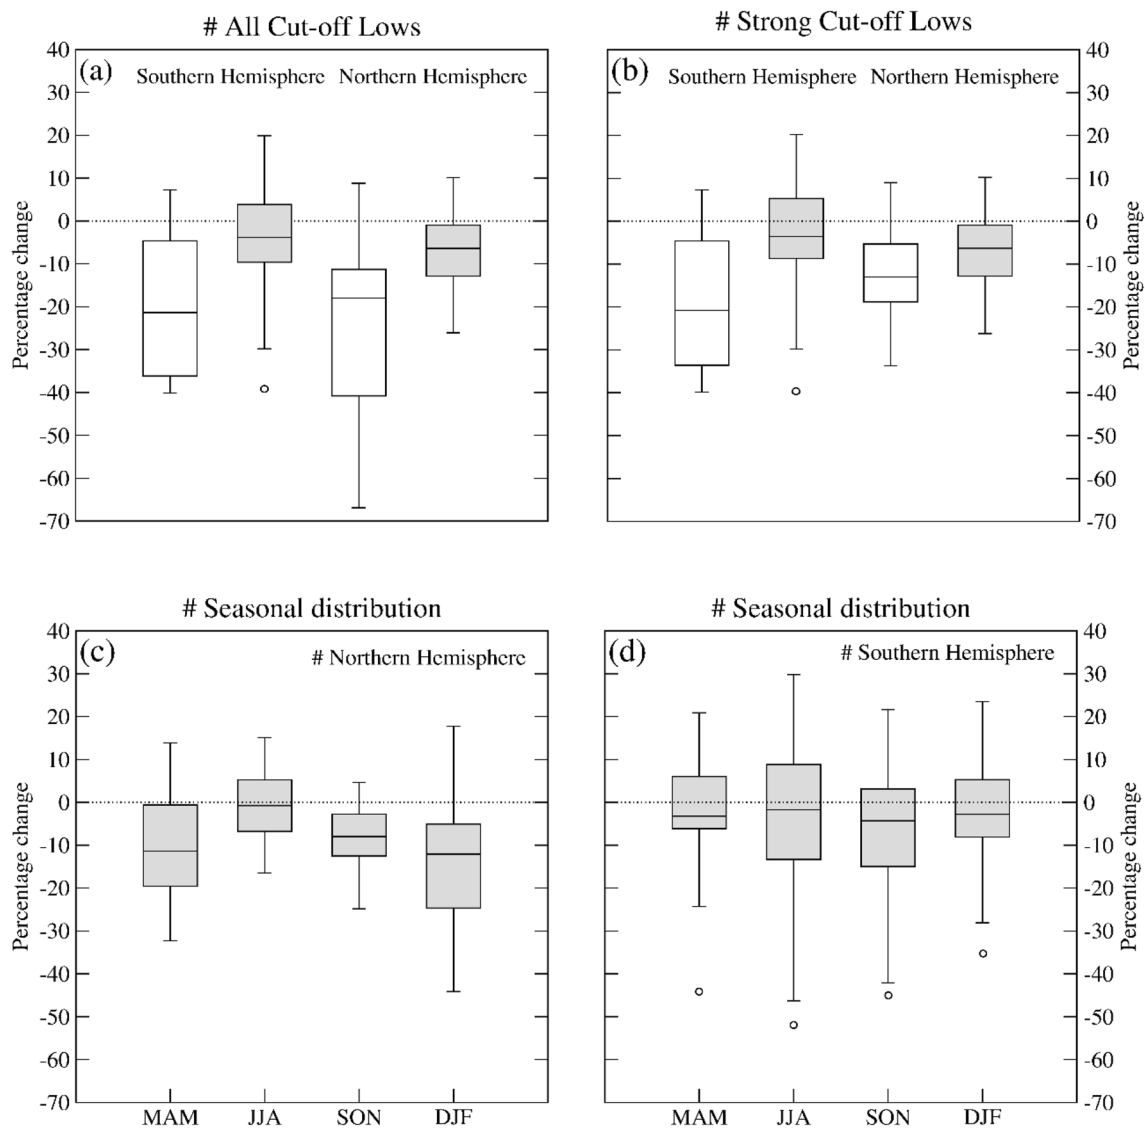 # All Cut-off Lows
# Strong Cut-off Lows
(a)
Southern Hemisphere Northern Hemisphere
40
30
20
10
0
-10
-20
-30
-40
-50
-60
-70
Percentage change
(b)
Southern Hemisphere Northern Hemisphere
40
30
20
10
0
-10
-20
-30
-40
-50
-60
-70
Percentage change
# Seasonal distribution
# Seasonal distribution
(c)
# Northern Hemisphere
40
30
20
10
0
-10
-20
-30
-40
-50
-60
-70
Percentage change
MAM JJA SON DJF
(d)
# Southern Hemisphere
40
30
20
10
0
-10
-20
-30
-40
-50
-60
-70
Percentage change
MAM JJA SON DJF